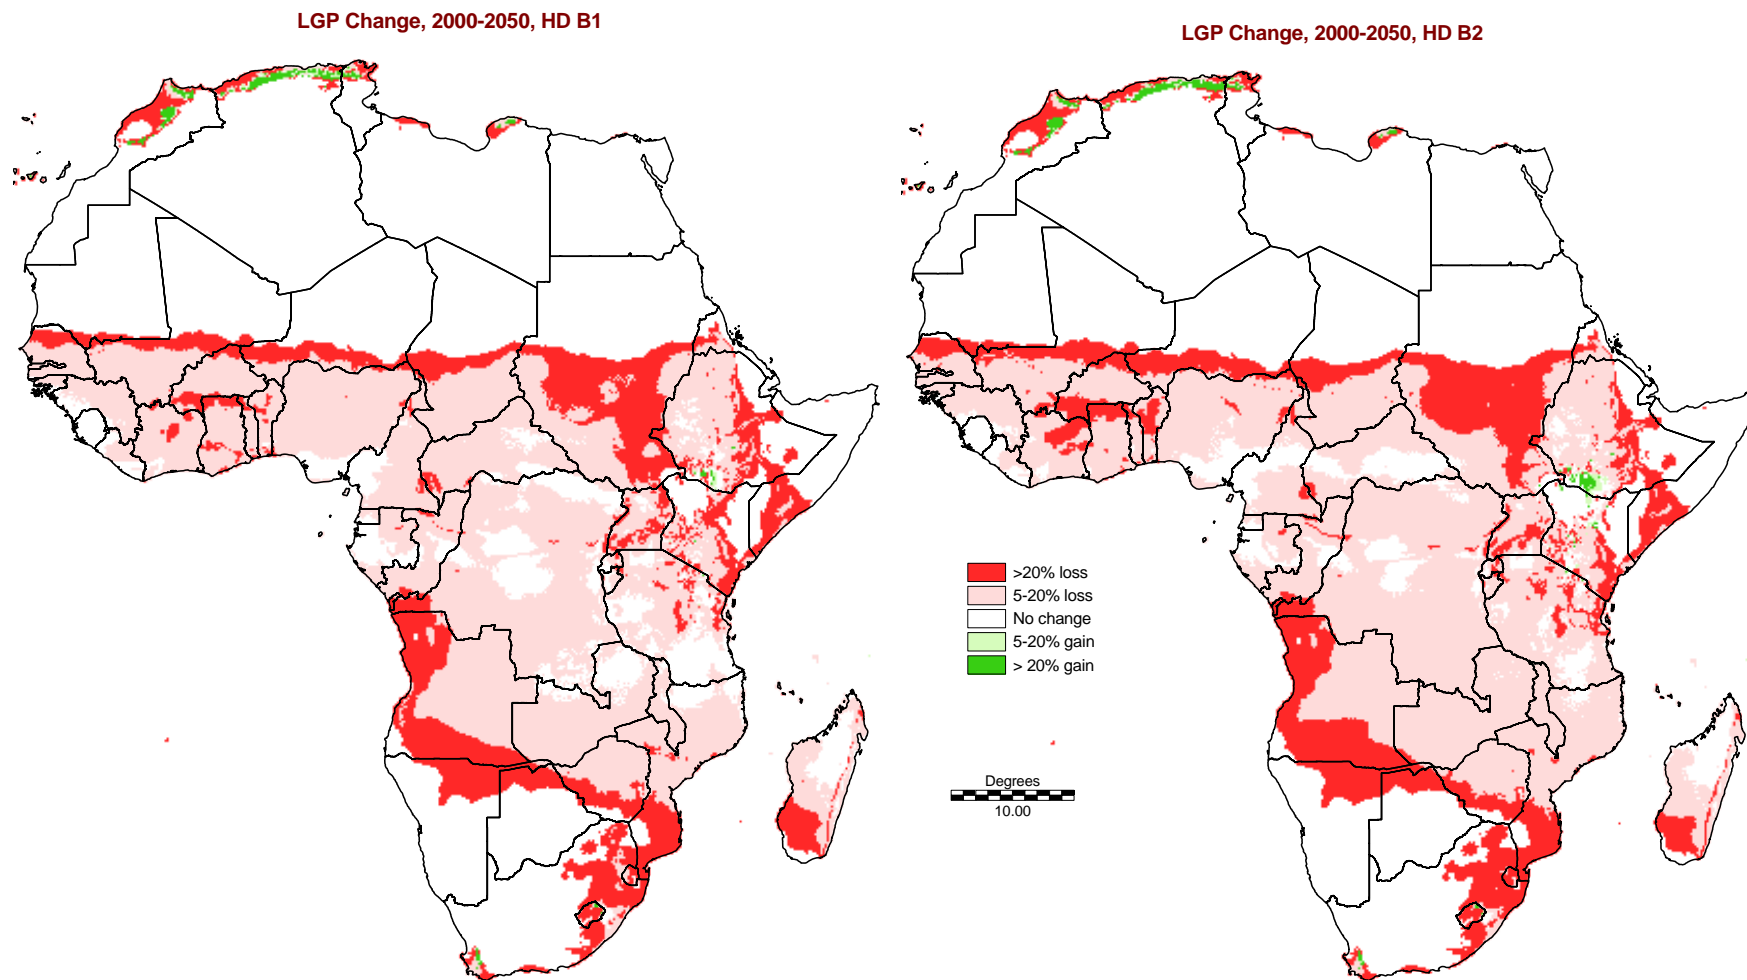 LGP Change, 2000-2050, HD B1
LGP Change, 2000-2050, HD B2
>20% loss
5-20% loss
No change
5-20% gain
> 20% gain
Degrees
10.00